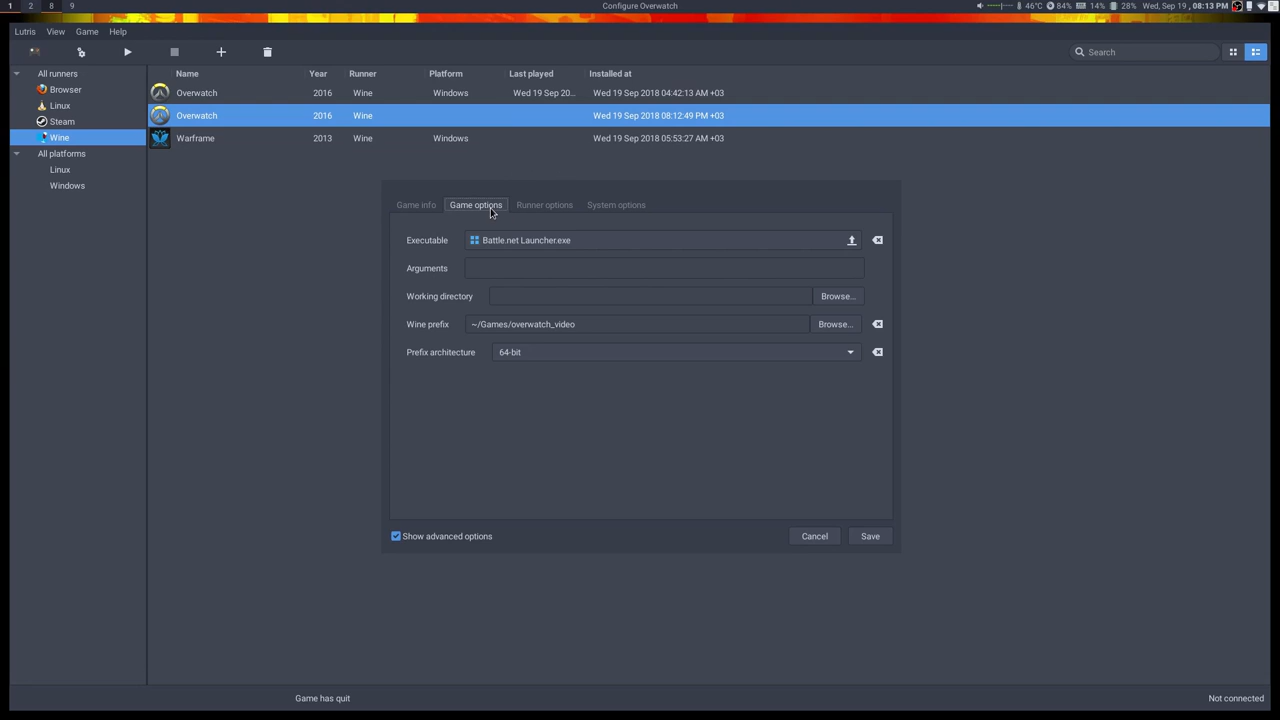 1 2 8 9 Configure Overwatch 46°C 84% 14% 28% Wed, Sep 19 , 08:13 PM
Lutris View Game Help
Search
All runners
Browser
Linux
Steam
Wine
All platforms
Linux
Windows
Name Year Runner Platform Last played Installed at
Overwatch 2016 Wine Windows Wed 19 Sep 20... Wed 19 Sep 2018 04:42:13 AM +03
Overwatch 2016 Wine Wed 19 Sep 2018 08:12:49 PM +03
Warframe 2013 Wine Windows Wed 19 Sep 2018 05:53:27 AM +03
Game info Game options Runner options System options
Executable Battle.net Launcher.exe
Arguments
Working directory Browse...
Wine prefix ~/Games/overwatch_video Browse...
Prefix architecture 64-bit
Show advanced options Cancel Save
Game has quit Not connected